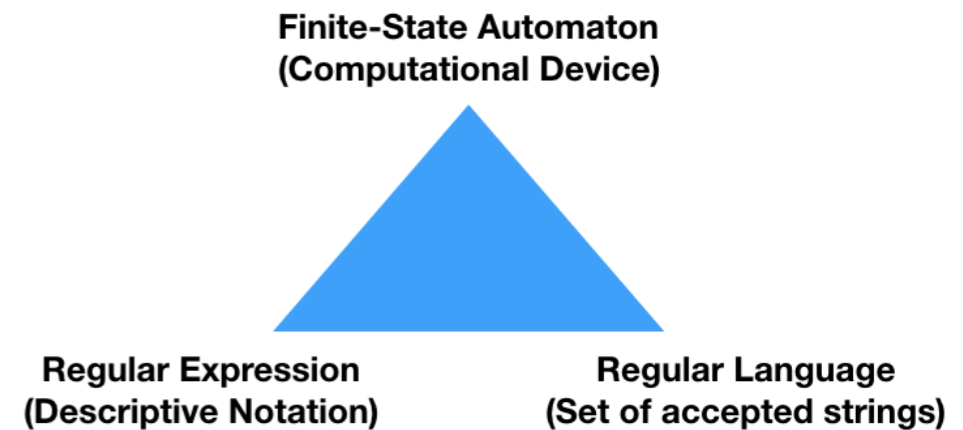 Finite-State Automaton
(Computational Device)
Regular Expression
(Descriptive Notation)
Regular Language
(Set of accepted strings)